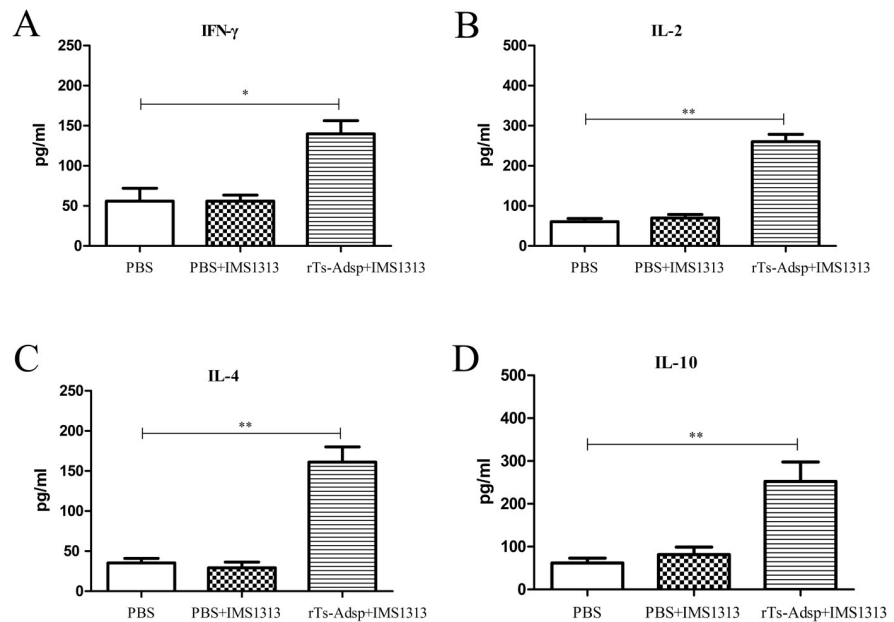 A
IFN-γ
250
200
150
100
50
0
pg/ml
*
PBS
PBS+IMS1313
rTs-Adsp+IMS1313
B
IL-2
500
400
300
200
100
0
pg/ml
**
PBS
PBS+IMS1313
rTs-Adsp+IMS1313
C
IL-4
250
200
150
100
50
0
pg/ml
**
PBS
PBS+IMS1313
rTs-Adsp+IMS1313
D
IL-10
500
400
300
200
100
0
pg/ml
**
PBS
PBS+IMS1313
rTs-Adsp+IMS1313